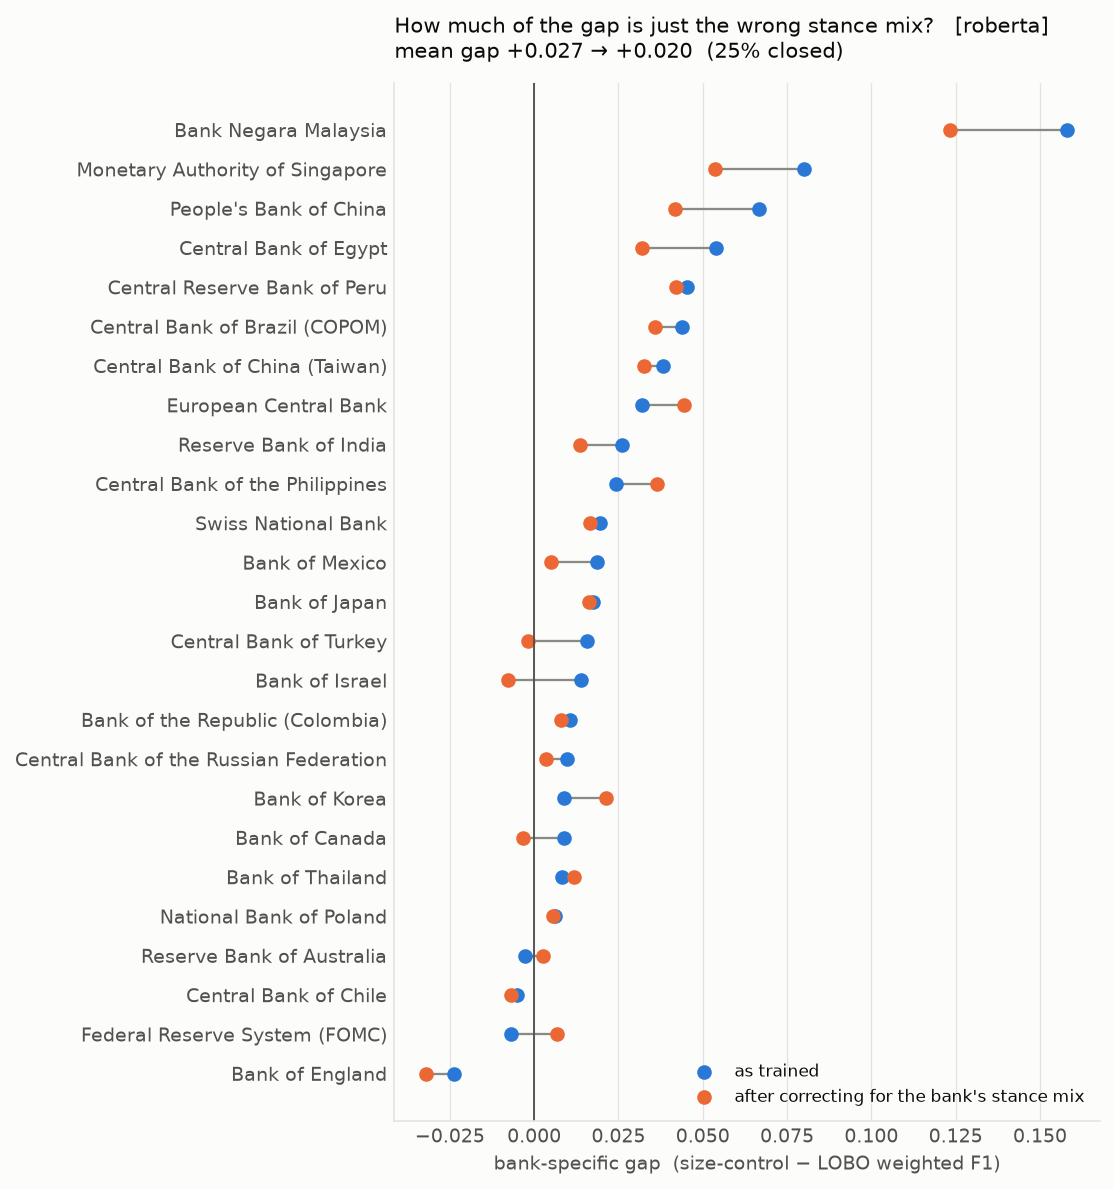 How much of the gap is just the wrong stance mix?   [roberta]
mean gap +0.027 → +0.020  (25% closed)
Bank Negara Malaysia
Monetary Authority of Singapore
People's Bank of China
Central Bank of Egypt
Central Reserve Bank of Peru
Central Bank of Brazil (COPOM)
Central Bank of China (Taiwan)
European Central Bank
Reserve Bank of India
Central Bank of the Philippines
Swiss National Bank
Bank of Mexico
Bank of Japan
Central Bank of Turkey
Bank of Israel
Bank of the Republic (Colombia)
Central Bank of the Russian Federation
Bank of Korea
Bank of Canada
Bank of Thailand
National Bank of Poland
Reserve Bank of Australia
Central Bank of Chile
Federal Reserve System (FOMC)
Bank of England
as trained
after correcting for the bank's stance mix
−0.025 0.000 0.025 0.050 0.075 0.100 0.125 0.150
bank-specific gap  (size-control − LOBO weighted F1)